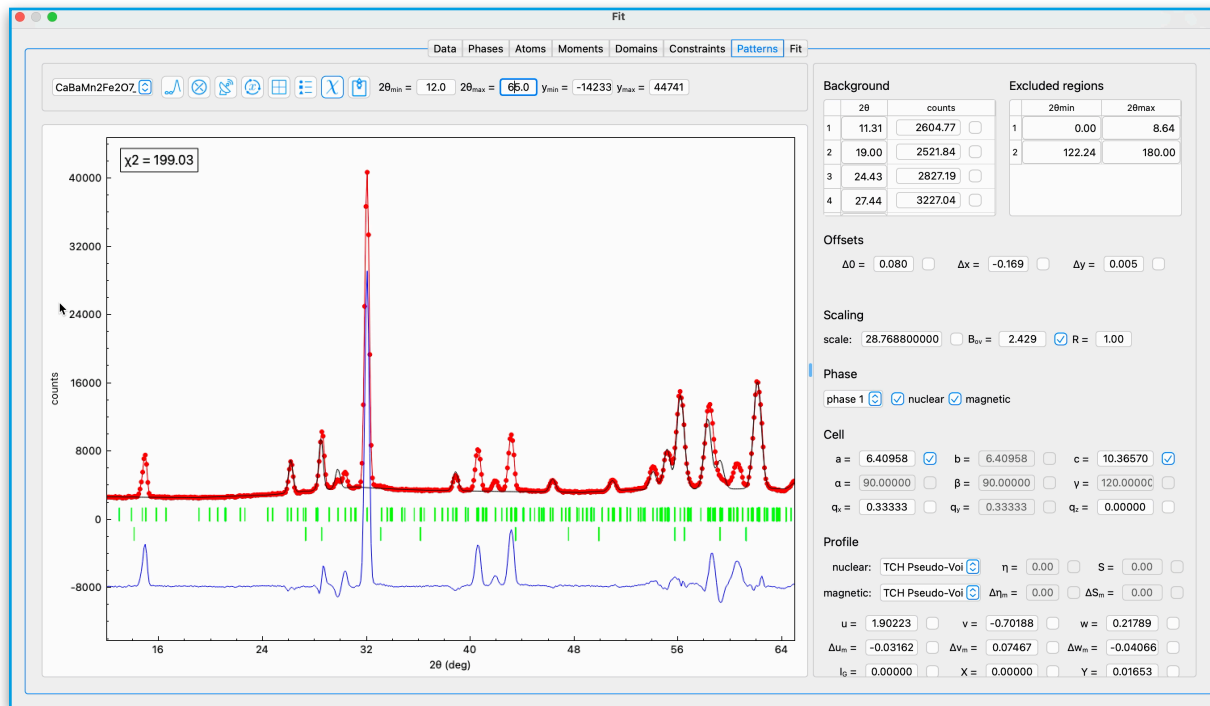 Fit
Data Phases Atoms Moments Domains Constraints Patterns Fit
CaBaMn2Fe2O7_ 2θmin = 12.0 2θmax = 65.0 ymin = -14233 ymax = 44741
χ2 = 199.03
40000
32000
24000
16000
8000
0
-8000
counts
16 24 32 40 48 56 64
2θ (deg)
Background
2θ counts
1 11.31 2604.77
2 19.00 2521.84
3 24.43 2827.19
4 27.44 3227.04
Excluded regions
2θmin 2θmax
1 0.00 8.64
2 122.24 180.00
Offsets
Δ0 = 0.080 Δx = -0.169 Δy = 0.005
Scaling
scale: 28.768800000 Bov = 2.429 R = 1.00
Phase
phase 1 nuclear magnetic
Cell
a = 6.40958 b = 6.40958 c = 10.36570
α = 90.00000 β = 90.00000 γ = 120.00000
qx = 0.33333 qy = 0.33333 qz = 0.00000
Profile
nuclear: TCH Pseudo-Voi η = 0.00 S = 0.00
magnetic: TCH Pseudo-Voi Δηm = 0.00 ΔSm = 0.00
u = 1.90223 v = -0.70188 w = 0.21789
Δum = -0.03162 Δvm = 0.07467 Δwm = -0.04066
IG = 0.00000 X = 0.00000 Y = 0.01653